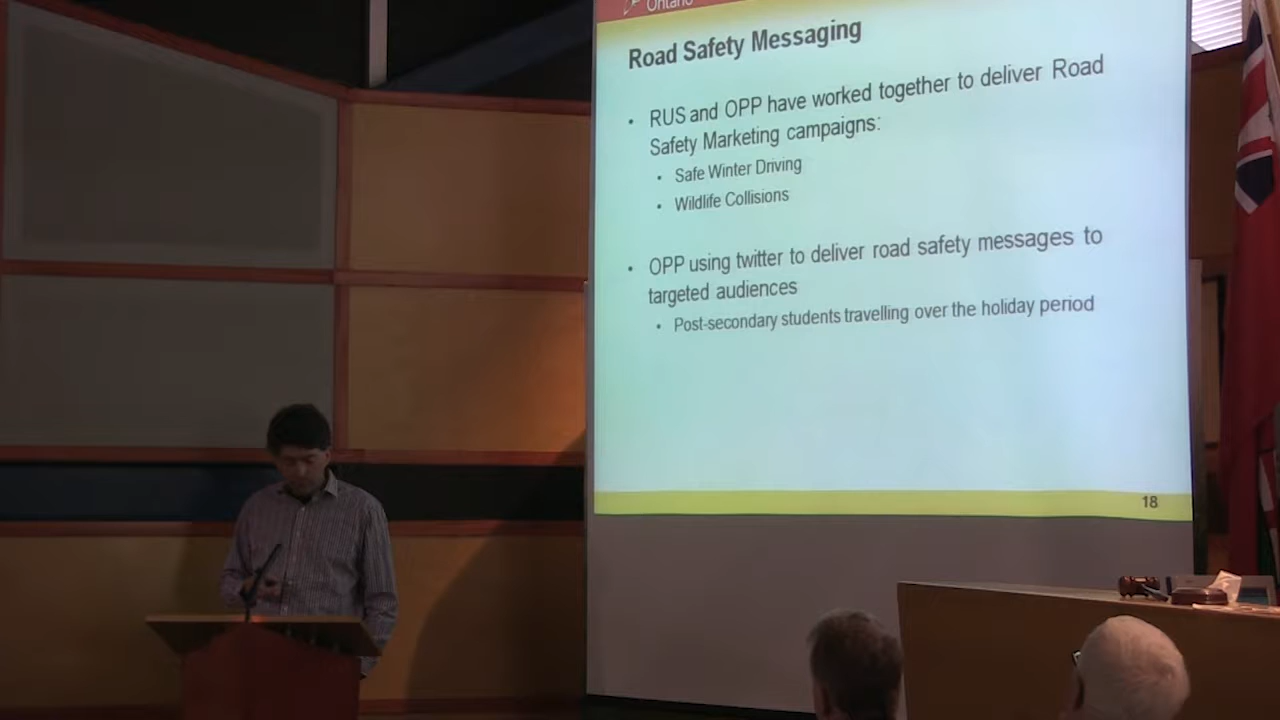 Ontario
Road Safety Messaging
• RUS and OPP have worked together to deliver Road
Safety Marketing campaigns:
• Safe Winter Driving
• Wildlife Collisions
• OPP using twitter to deliver road safety messages to
targeted audiences
• Post-secondary students travelling over the holiday period
18